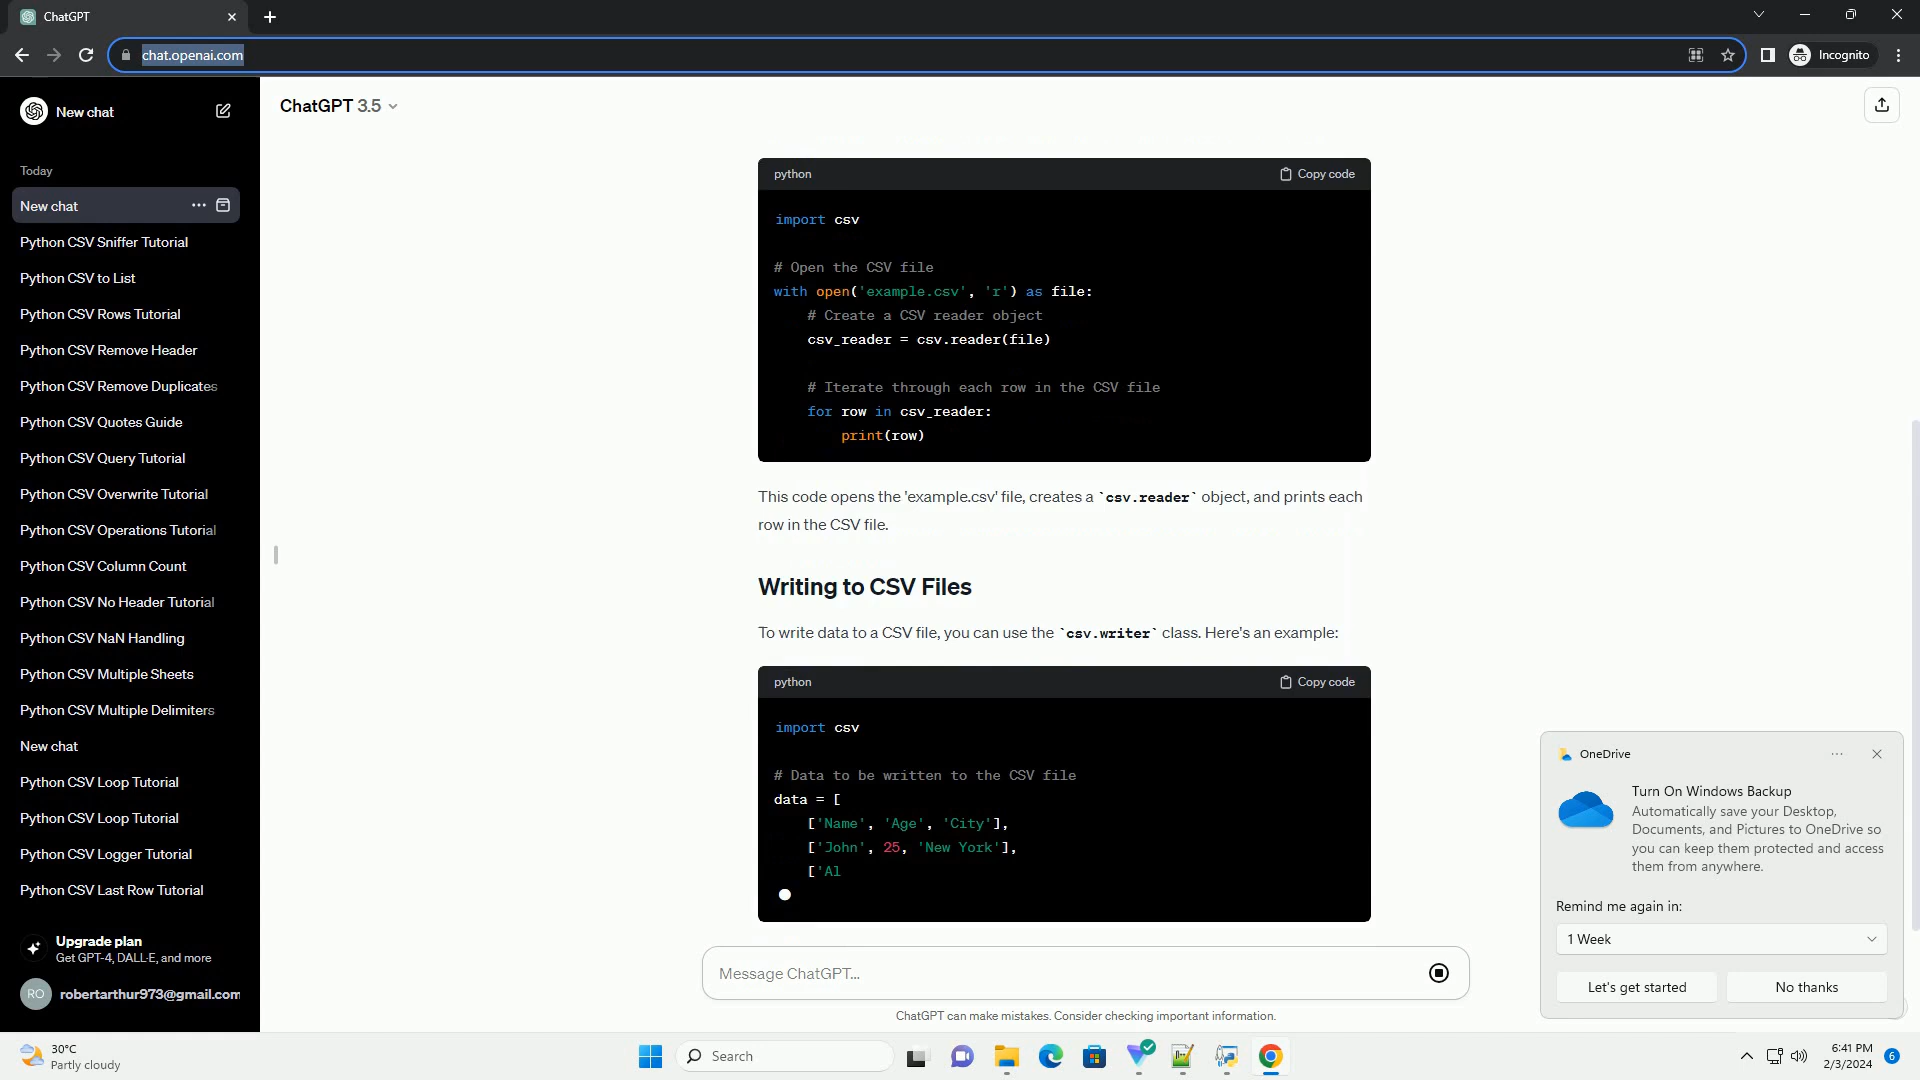 ChatGPT
chat.openai.com
Incognito
New chat
ChatGPT 3.5
Today
New chat
Python CSV Sniffer Tutorial
Python CSV to List
Python CSV Rows Tutorial
Python CSV Remove Header
Python CSV Remove Duplicates
Python CSV Quotes Guide
Python CSV Query Tutorial
Python CSV Overwrite Tutorial
Python CSV Operations Tutorial
Python CSV Column Count
Python CSV No Header Tutorial
Python CSV NaN Handling
Python CSV Multiple Sheets
Python CSV Multiple Delimiters
New chat
Python CSV Loop Tutorial
Python CSV Loop Tutorial
Python CSV Logger Tutorial
Python CSV Last Row Tutorial
Upgrade plan
Get GPT-4, DALL·E, and more
RO
robertarthur973@gmail.com
python
Copy code
import csv
# Open the CSV file
with open('example.csv', 'r') as file:
# Create a CSV reader object
csv_reader = csv.reader(file)
# Iterate through each row in the CSV file
for row in csv_reader:
print(row)
This code opens the 'example.csv' file, creates a `csv.reader` object, and prints each
row in the CSV file.
Writing to CSV Files
To write data to a CSV file, you can use the `csv.writer` class. Here's an example:
python
Copy code
import csv
# Data to be written to the CSV file
data = [
['Name', 'Age', 'City'],
['John', 25, 'New York'],
['Al
Message ChatGPT...
ChatGPT can make mistakes. Consider checking important information.
OneDrive
Turn On Windows Backup
Automatically save your Desktop,
Documents, and Pictures to OneDrive so
you can keep them protected and access
them from anywhere.
Remind me again in:
1 Week
Let's get started
No thanks
30°C
Partly cloudy
Search
6:41 PM
2/3/2024
6